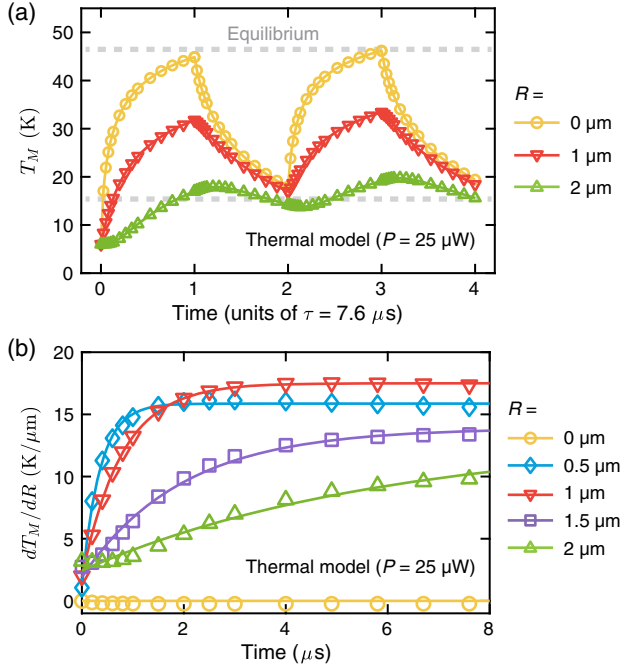 (a)
Equilibrium
50
40
30
20
10
0
T_M (K)
Thermal model (P = 25 μW)
0 1 2 3 4
Time (units of τ = 7.6 μs)
R =
0 μm
1 μm
2 μm
(b)
20
15
10
5
0
dT_M/dR (K/μm)
Thermal model (P = 25 μW)
0 2 4 6 8
Time (μs)
R =
0 μm
0.5 μm
1 μm
1.5 μm
2 μm